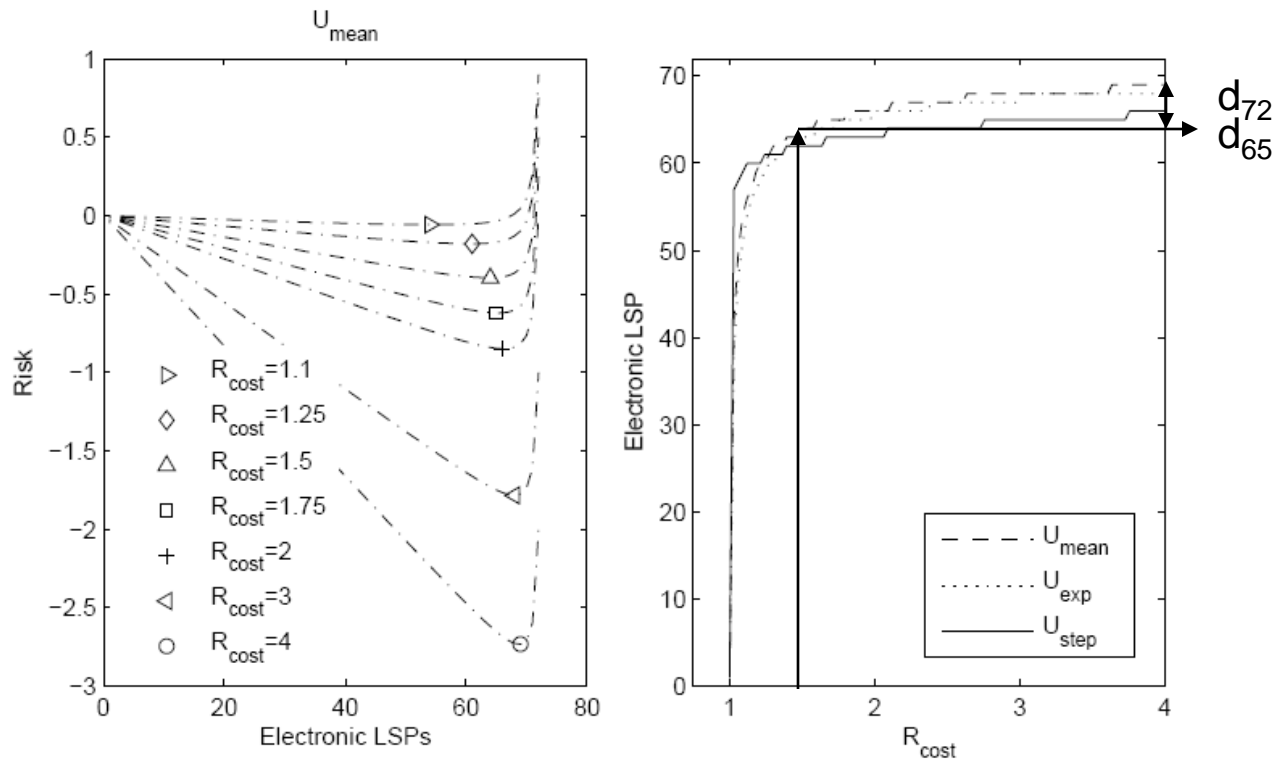 U_mean
1
0.5
0
−0.5
−1
−1.5
−2
−2.5
−3
Risk
R_cost=1.1
R_cost=1.25
R_cost=1.5
R_cost=1.75
R_cost=2
R_cost=3
R_cost=4
0 20 40 60 80
Electronic LSPs
70
60
50
40
30
20
10
0
Electronic LSP
U_mean
U_exp
U_step
1 2 3 4
R_cost
d_72
d_65